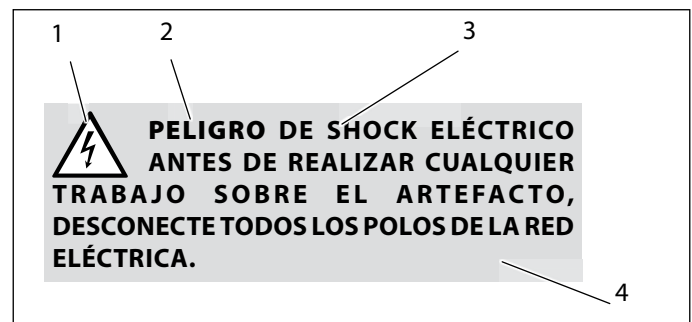 1 2 3
PELIGRO DE SHOCK ELÉCTRICO
ANTES DE REALIZAR CUALQUIER
TRABAJO SOBRE EL ARTEFACTO,
DESCONECTE TODOS LOS POLOS DE LA RED
ELÉCTRICA.
4